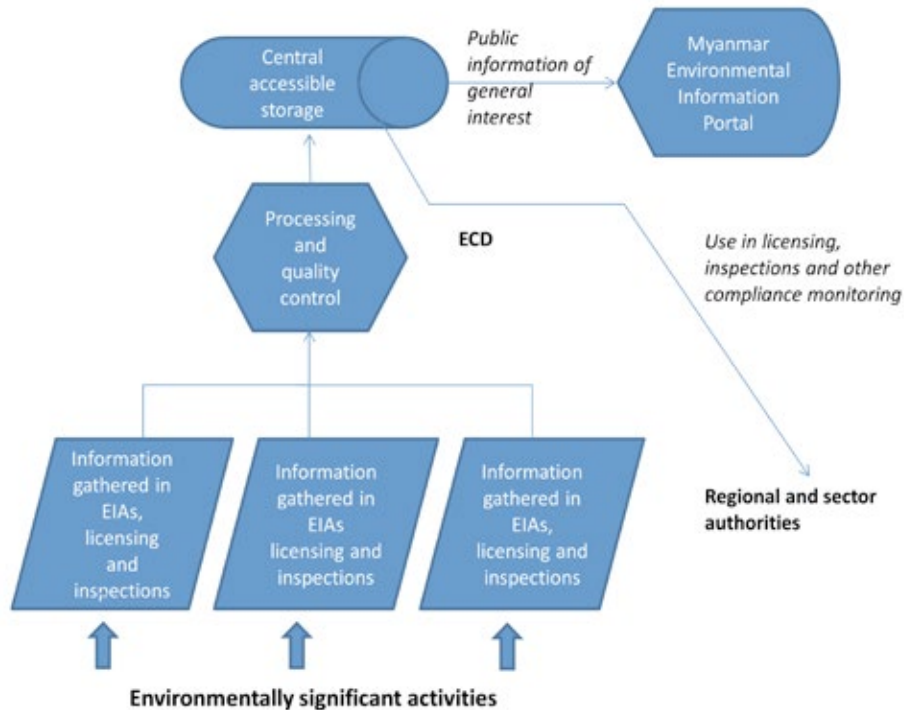 Central
accessible
storage
Public
information of
general
interest
Myanmar
Environmental
Information
Portal
Processing
and
quality
control
ECD
Use in licensing,
inspections and other
compliance monitoring
Information
gathered in
EIAs,
licensing
and
inspections
Information
gathered in
EIAs
licensing and
inspections
Information
gathered in
EIAs,
licensing and
inspections
Regional and sector
authorities
Environmentally significant activities